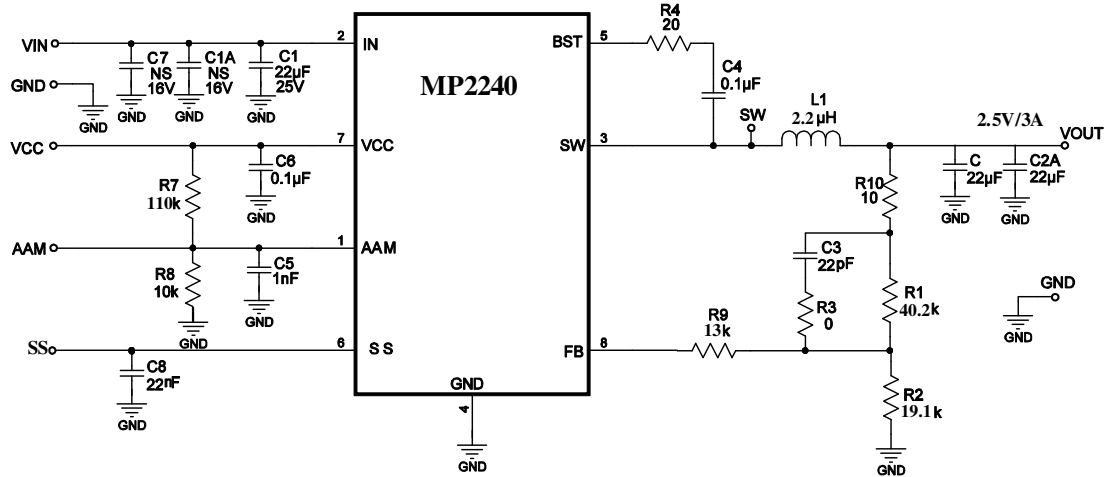 R4
20
2
5
VIN
IN
BST
C7
NS
16V
C1A
NS
16V
C1
22µF
25V
C4
0.1µF
MP2240
GND
GND
GND
GND
GND
L1
2.2µH
SW
2.5V/3A
VOUT
VCC
7
VCC
SW
3
C6
0.1µF
GND
R7
110k
R10
10
C
22µF
GND
C2A
22µF
GND
AAM
1
AAM
C3
22pF
R8
10k
GND
C5
1nF
GND
R3
0
R1
40.2k
GND
GND
R9
13k
SS
6
SS
FB
8
C8
22nF
GND
GND
4
GND
R2
19.1k
GND